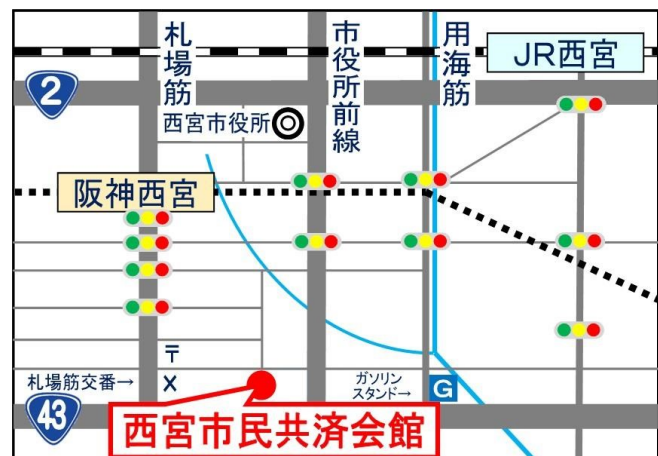 札場筋
市役所前線
用海筋
JR西宮
2
西宮市役所
阪神西宮
〒
札場筋交番→
X
ガソリン
スタンド→
G
43
西宮市民共済会館